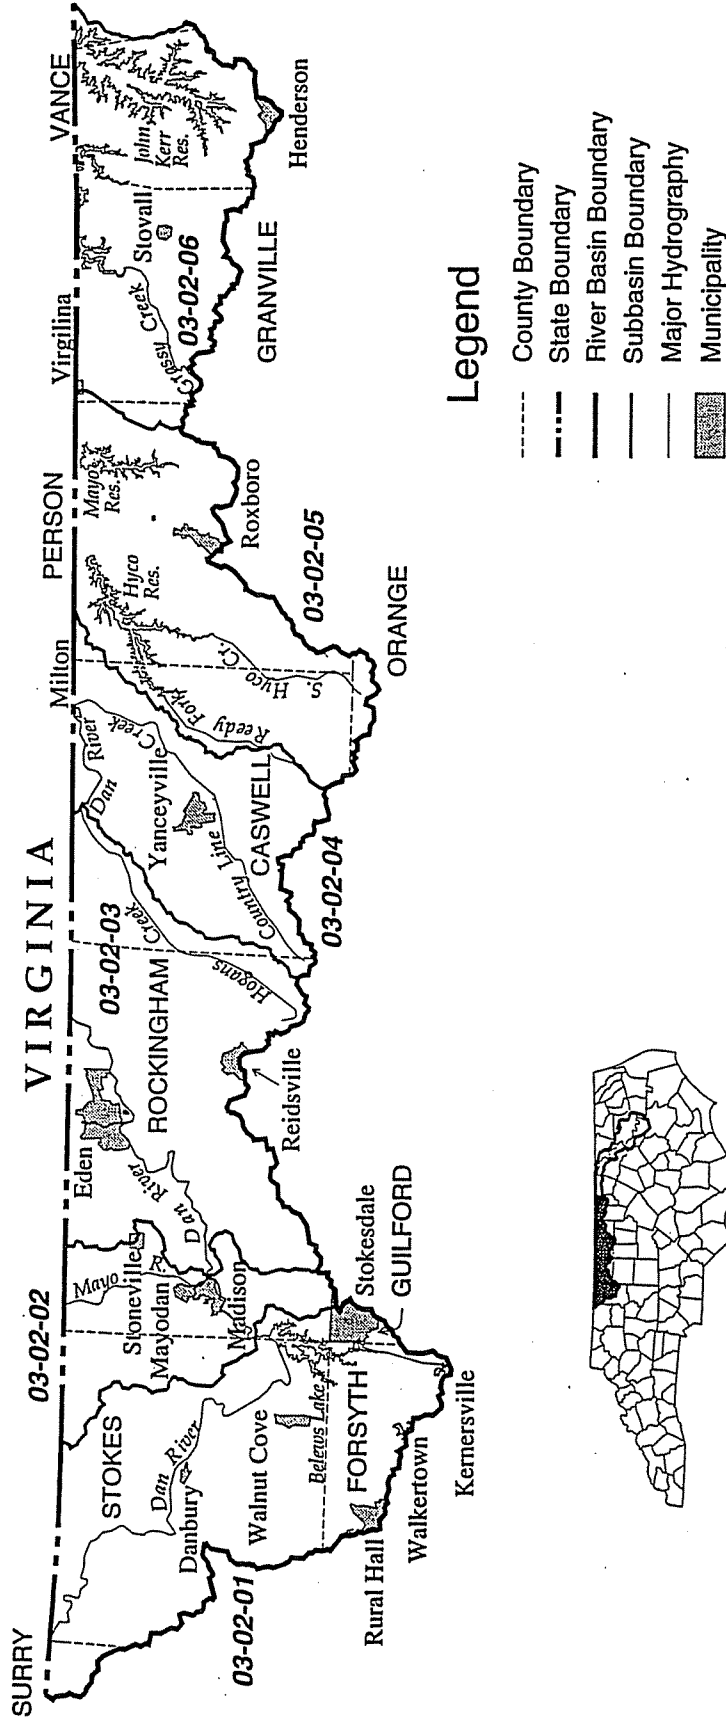 VIRGINIA
SURRY
STOKES
03-02-02
Dan River
Danbury
03-02-01
Walnut Cove
Belews Lake
FORSYTH
Rural Hall
Walkertown
Kernersville
Mayo R.
Stoneville
Mayodan
Madison
Stokesdale
GUILFORD
Eden
Dan River
ROCKINGHAM
03-02-03
Reidsville
Hogans Creek
Dan River
Milton
Yanceyville
Country Line Creek
CASWELL
03-02-04
Reedy Fork
S. Hyco Cr.
Hyco Res.
PERSON
Mayo Res.
Roxboro
03-02-05
ORANGE
Virgilina
Grassy Creek
Stovall
03-02-06
GRANVILLE
VANCE
John Kerr Res.
Henderson
Legend
County Boundary
State Boundary
River Basin Boundary
Subbasin Boundary
Major Hydrography
Municipality